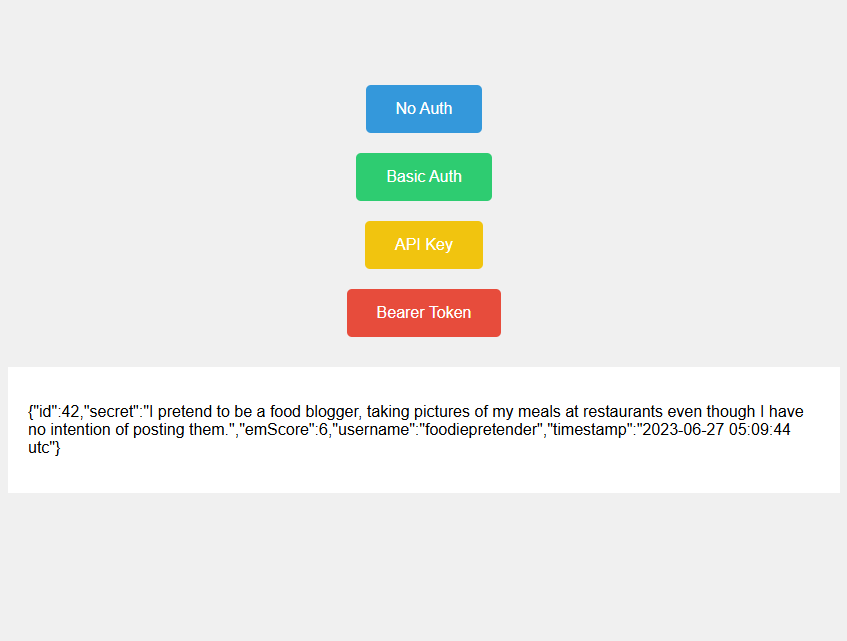 No Auth
Basic Auth
API Key
Bearer Token
{"id":42,"secret":"I pretend to be a food blogger, taking pictures of my meals at restaurants even though I have
no intention of posting them.","emScore":6,"username":"foodiepretender","timestamp":"2023-06-27 05:09:44
utc"}